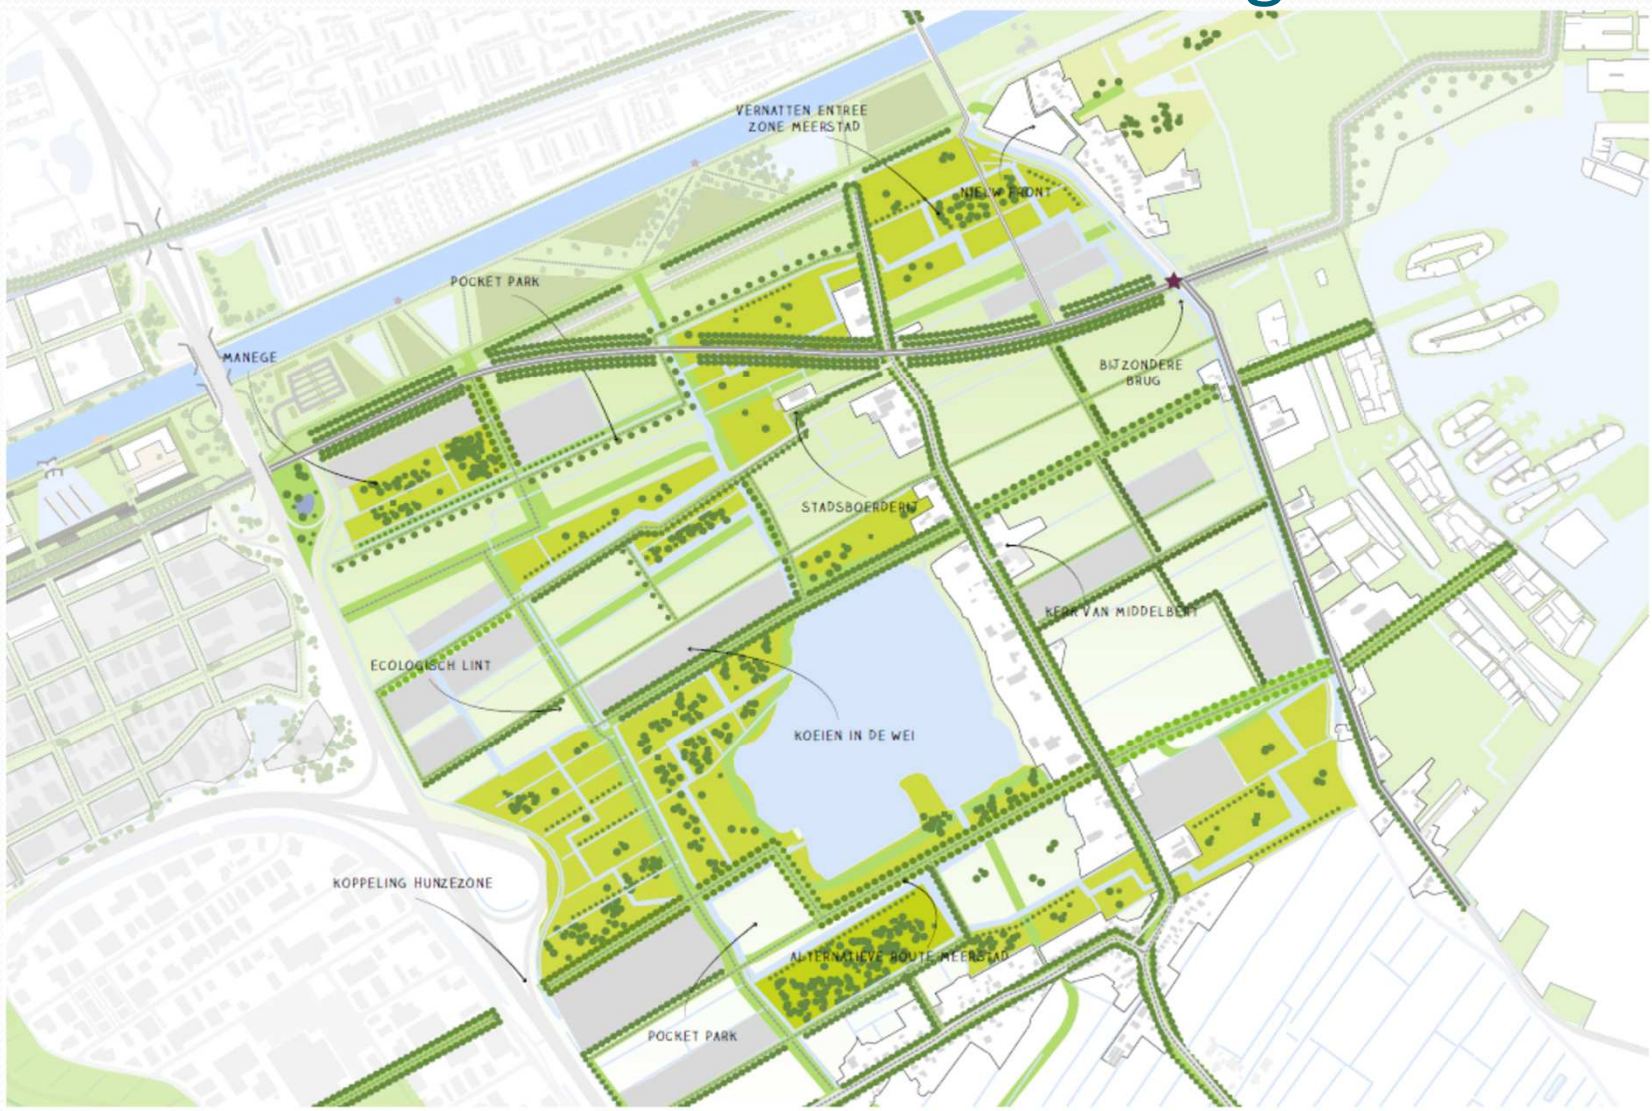 VERNATTEN ENTREE
ZONE MEERSTAD
NIEUW FRONT
POCKET PARK
MANEGE
BIJZONDERE
BRUG
STADSBOERDERIJ
KERK VAN MIDDELBERT
ECOLOGISCH LINT
KOEIEN IN DE WEI
KOPPELING HUNZEZONE
ALTERNATIEVE ROUTE MEERSTAD
POCKET PARK